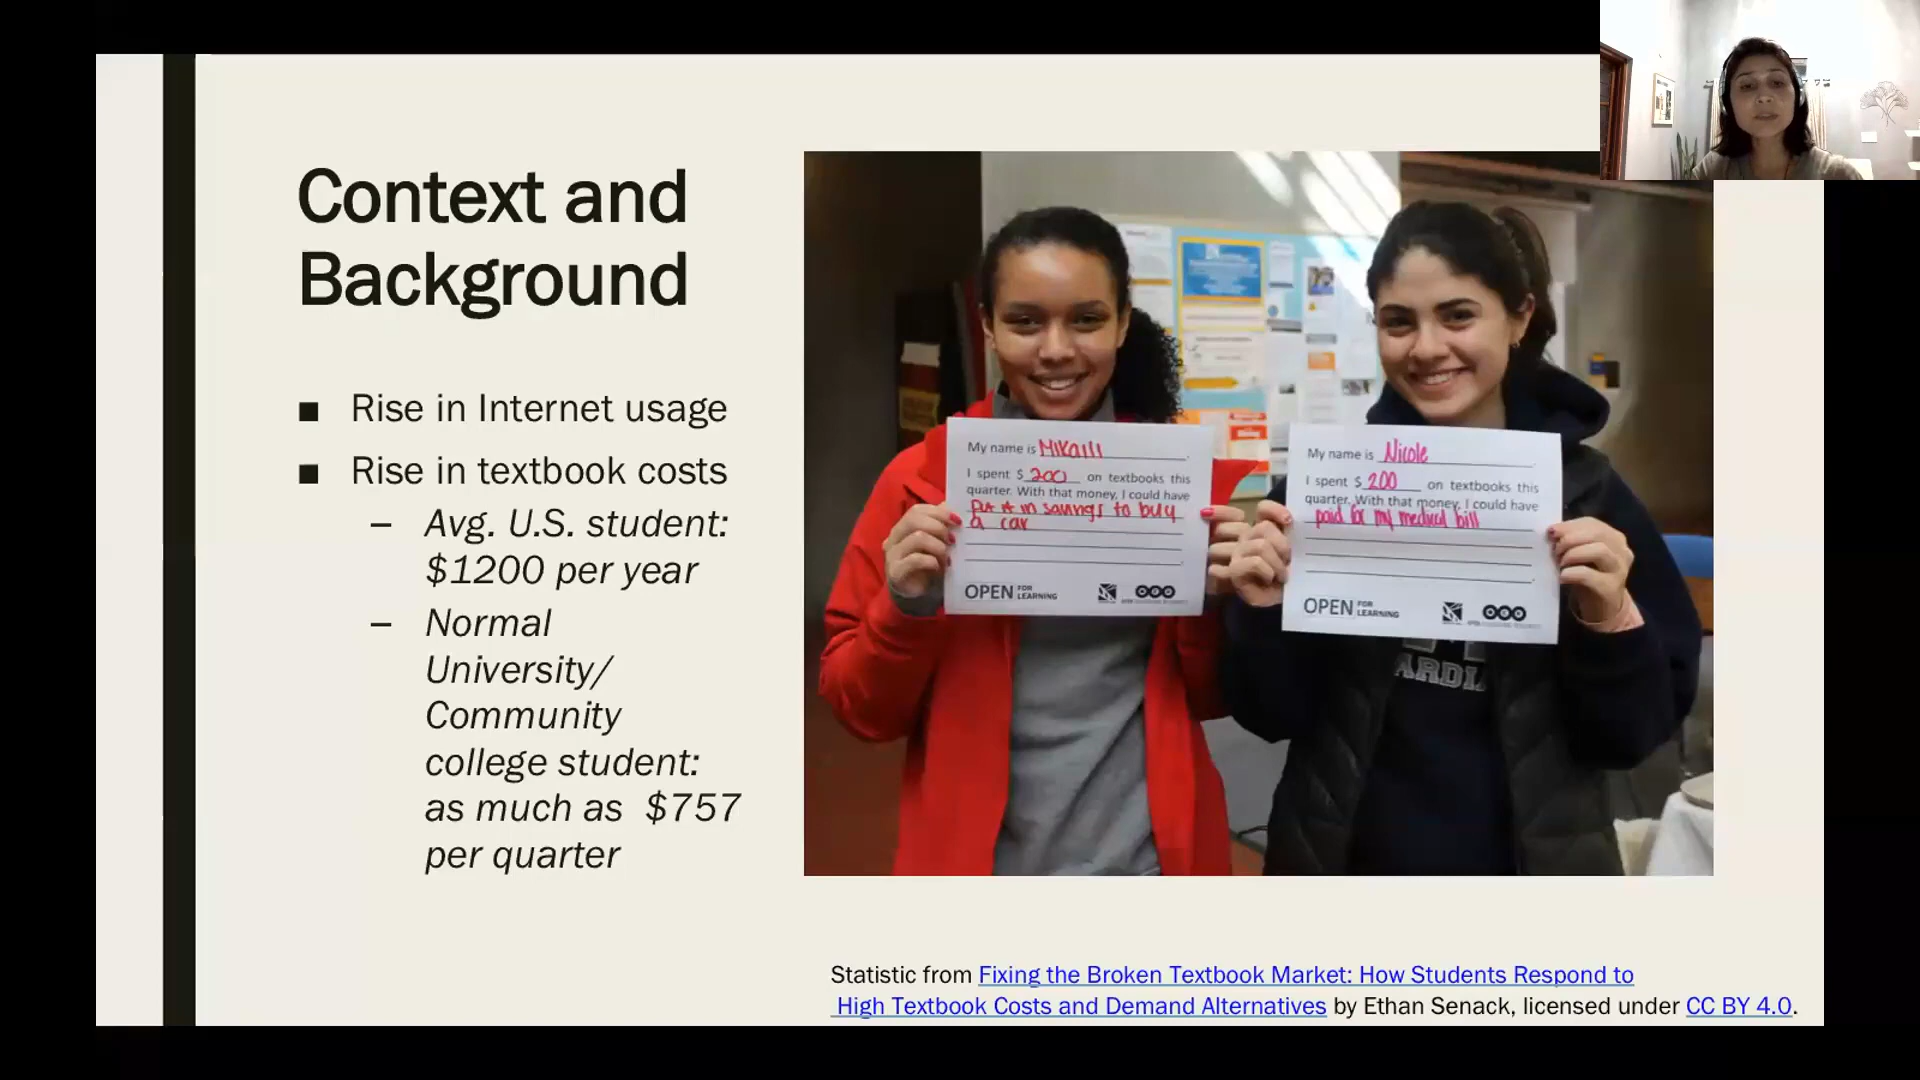 Context and
Background
■ Rise in Internet usage
■ Rise in textbook costs
– Avg. U.S. student:
$1200 per year
– Normal
University/
Community
college student:
as much as $757
per quarter
My name is Mikaili
I spent $ 200 on textbooks this
quarter. With that money, I could have
put it in savings to buy
a car
OPEN FOR
LEARNING
My name is Nicole
I spent $ 200 on textbooks this
quarter. With that money, I could have
paid for my medical bill
OPEN FOR
LEARNING
ARDI
Statistic from Fixing the Broken Textbook Market: How Students Respond to
High Textbook Costs and Demand Alternatives by Ethan Senack, licensed under CC BY 4.0.